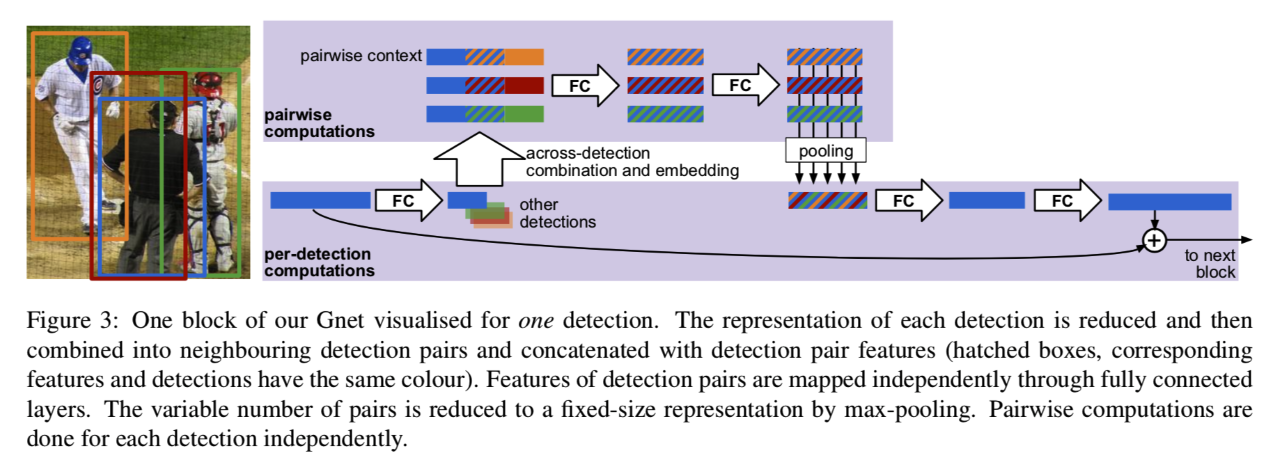 pairwise context
FC
FC
pairwise
computations
pooling
across-detection
combination and embedding
FC
other
detections
FC
FC
+
per-detection
computations
to next
block
Figure 3: One block of our Gnet visualised for one detection. The representation of each detection is reduced and then
combined into neighbouring detection pairs and concatenated with detection pair features (hatched boxes, corresponding
features and detections have the same colour). Features of detection pairs are mapped independently through fully connected
layers. The variable number of pairs is reduced to a fixed-size representation by max-pooling. Pairwise computations are
done for each detection independently.